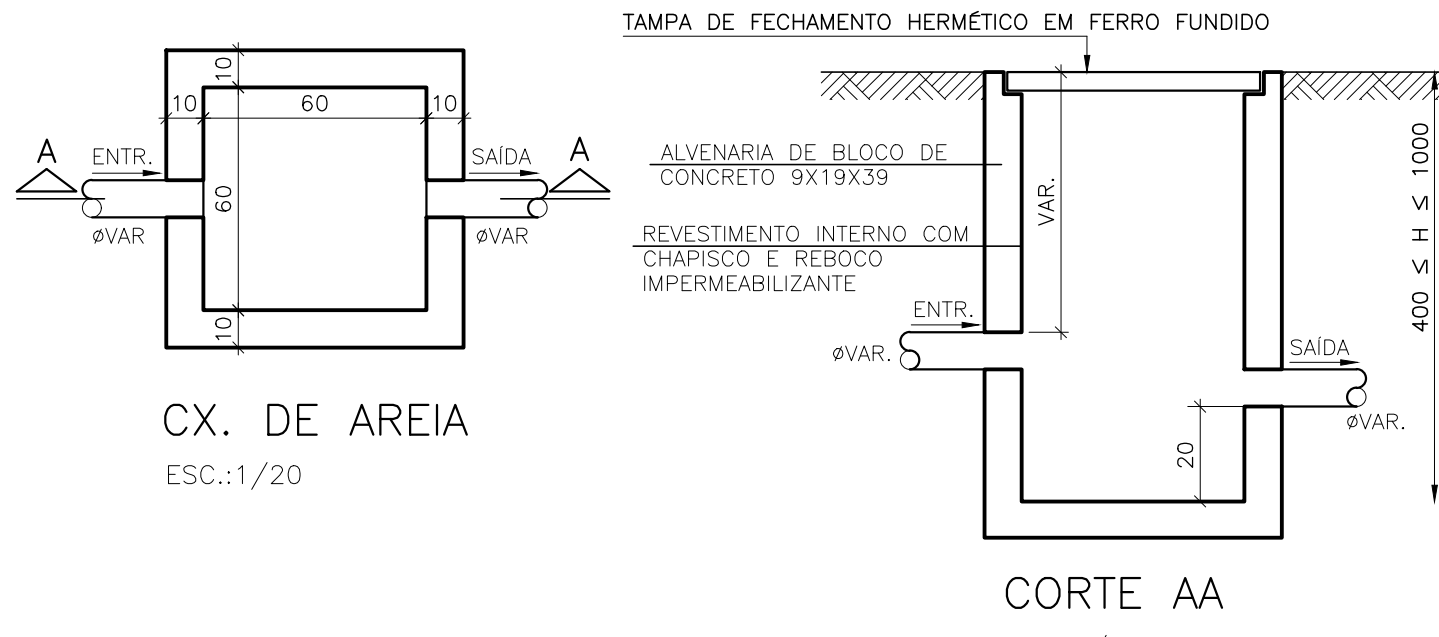 10
10 60 10
A ENTR. SAÍDA A
60
ØVAR ØVAR
10
CX. DE AREIA
ESC.:1/20
TAMPA DE FECHAMENTO HERMÉTICO EM FERRO FUNDIDO
ALVENARIA DE BLOCO DE
CONCRETO 9X19X39
VAR.
REVESTIMENTO INTERNO COM
CHAPISCO E REBOCO
IMPERMEABILIZANTE
400 ≤ H ≤ 1000
ENTR.
ØVAR.
SAÍDA
ØVAR.
20
CORTE AA